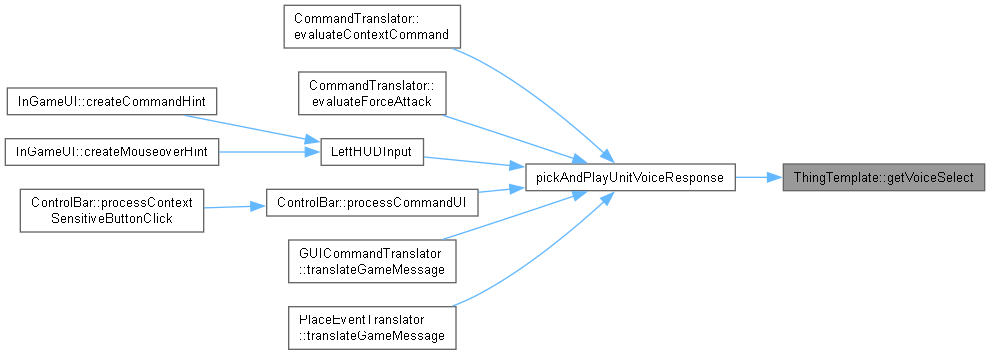 CommandTranslator::
evaluateContextCommand
CommandTranslator::
evaluateForceAttack
InGameUI::createCommandHint
InGameUI::createMouseoverHint
LeftHUDInput
pickAndPlayUnitVoiceResponse
ThingTemplate::getVoiceSelect
ControlBar::processContext
SensitiveButtonClick
ControlBar::processCommandUI
GUICommandTranslator
::translateGameMessage
PlaceEventTranslator
::translateGameMessage